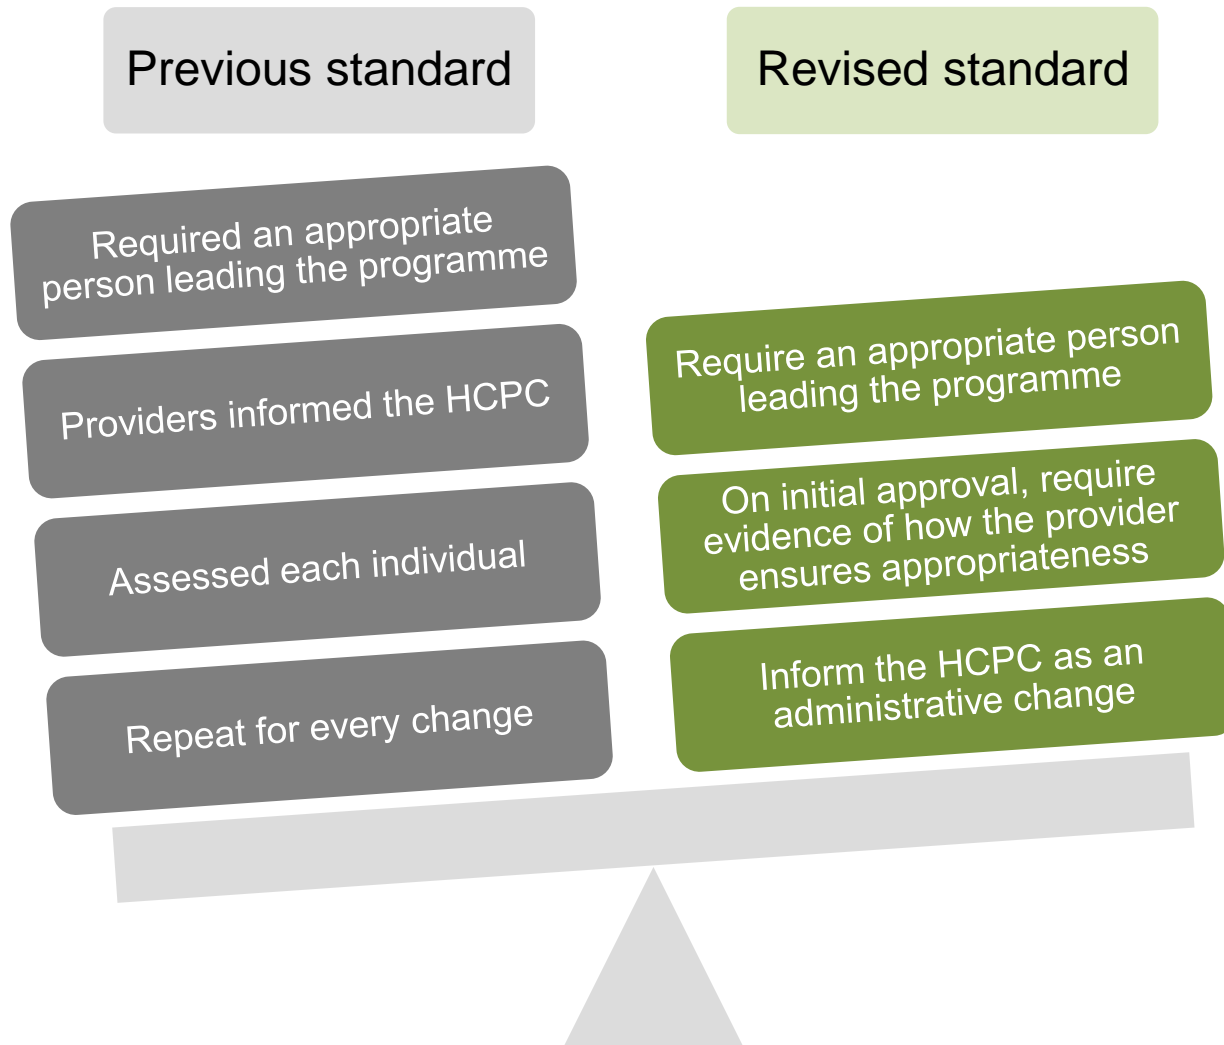 Previous standard
Required an appropriate
person leading the programme
Providers informed the HCPC
Assessed each individual
Repeat for every change
Revised standard
Require an appropriate person
leading the programme
On initial approval, require
evidence of how the provider
ensures appropriateness
Inform the HCPC as an
administrative change